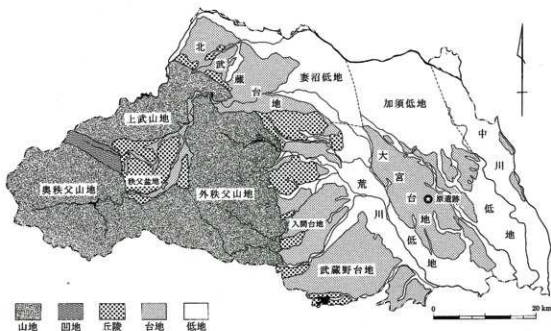 北武蔵台地
妻沼低地
加須低地
中川低地
上武山地
秩父盆地
奥秩父山地
外秩父山地
大宮台地
原遺跡
荒川低地
入間台地
武蔵野台地
山地
凹地
丘陵
台地
低地
0
20 km